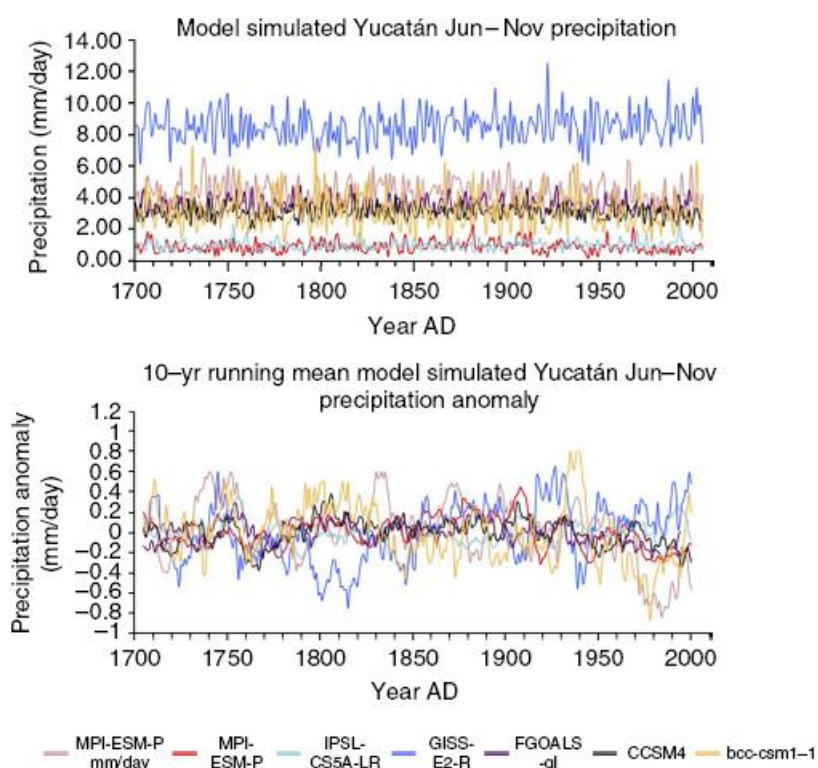 Model simulated Yucatán Jun–Nov precipitation
Precipitation (mm/day)
14.00
12.00
10.00
8.00
6.00
4.00
2.00
0.00
1700 1750 1800 1850 1900 1950 2000
Year AD
10–yr running mean model simulated Yucatán Jun–Nov
precipitation anomaly
Precipitation anomaly
(mm/day)
1.2
1
0.8
0.6
0.4
0.2
0
−0.2
−0.4
−0.6
−0.8
−1
1700 1750 1800 1850 1900 1950 2000
Year AD
MPI-ESM-P
mm/day
MPI-
ESM-P
IPSL-
CS5A-LR
GISS-
E2-R
FGOALS
-gl
CCSM4
bcc-csm1–1